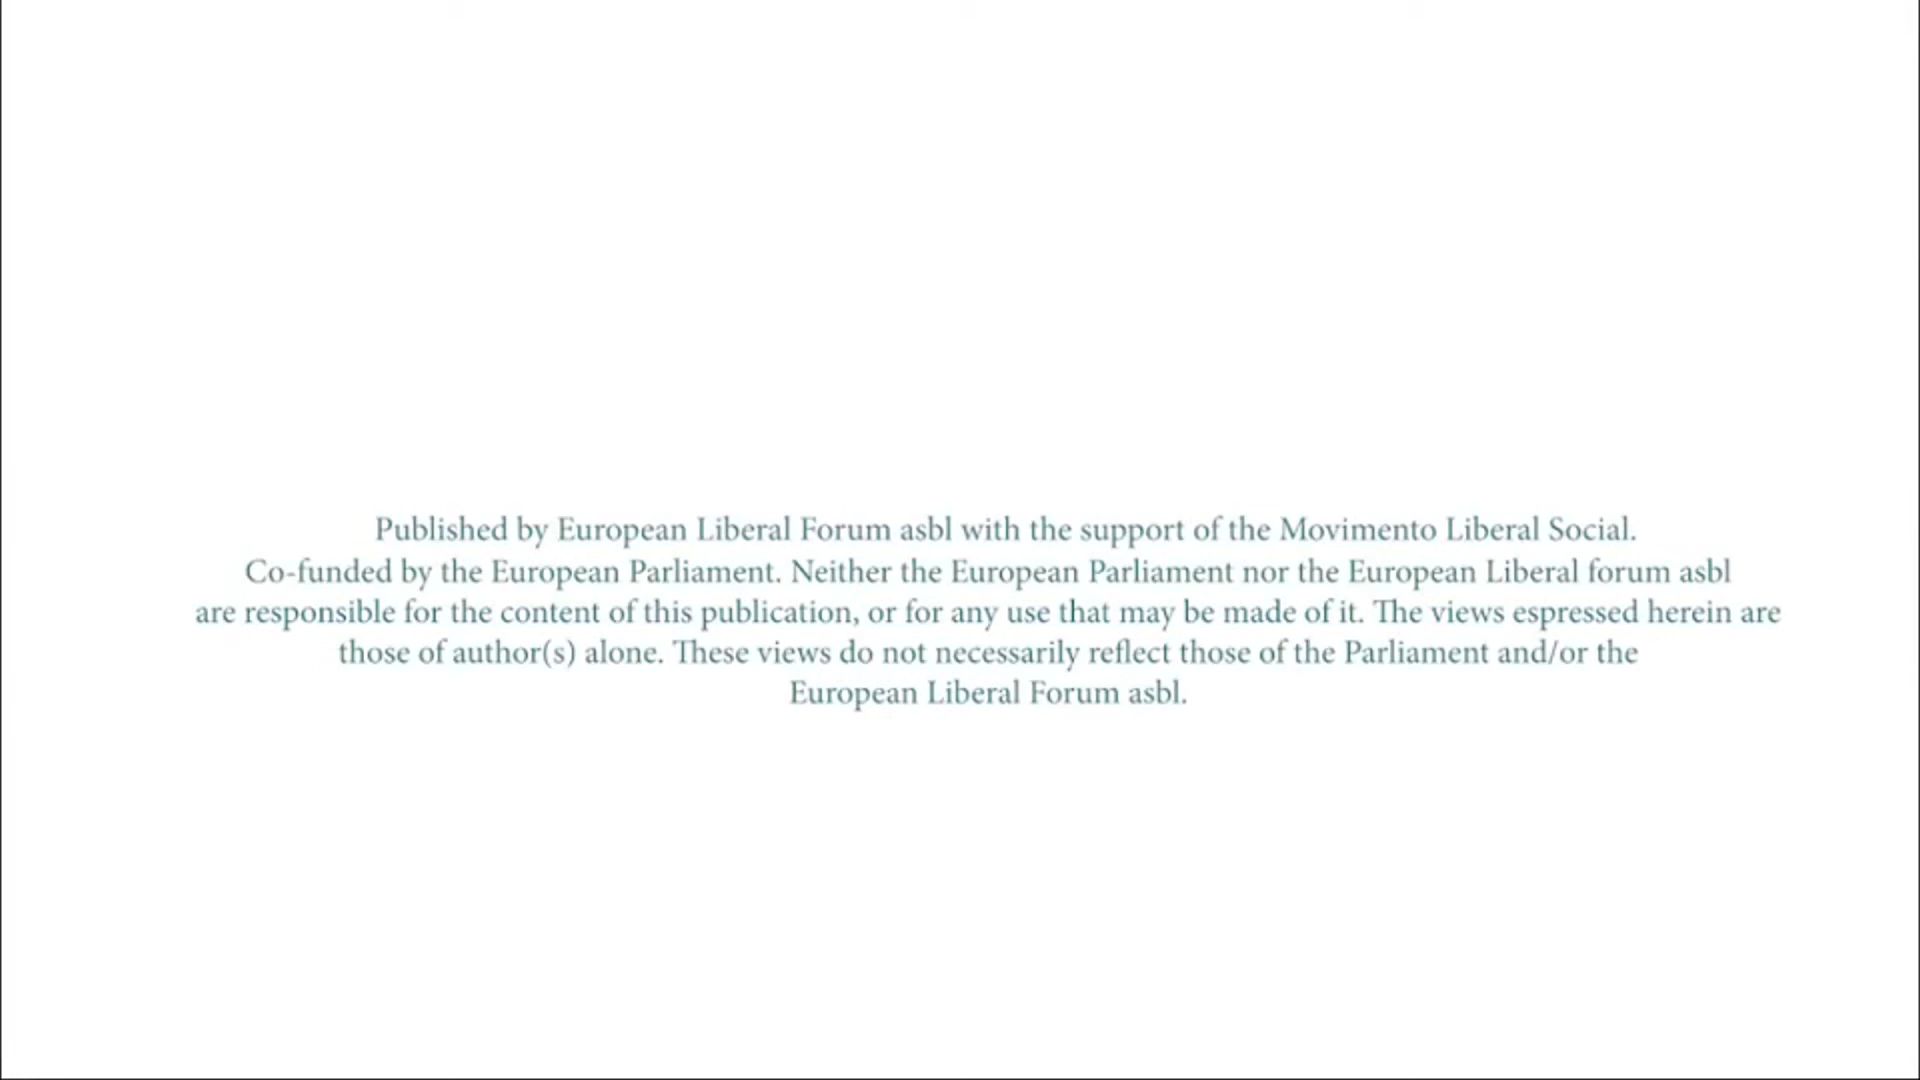 Published by European Liberal Forum asbl with the support of the Movimento Liberal Social.
Co-funded by the European Parliament. Neither the European Parliament nor the European Liberal forum asbl
are responsible for the content of this publication, or for any use that may be made of it. The views espressed herein are
those of author(s) alone. These views do not necessarily reflect those of the Parliament and/or the
European Liberal Forum asbl.